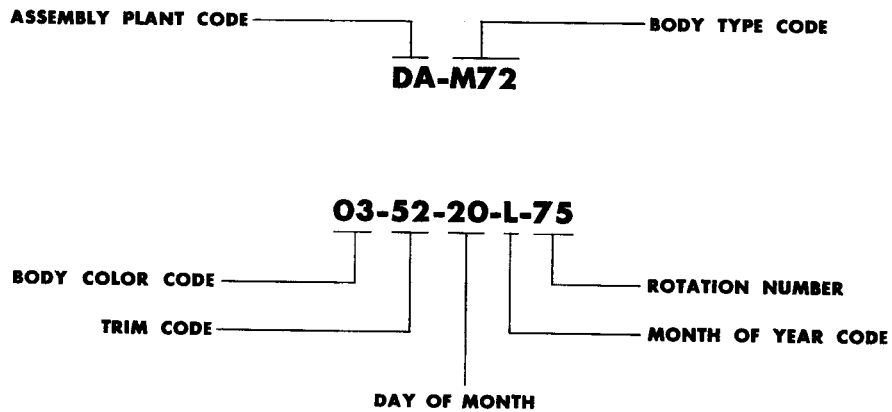 ASSEMBLY PLANT CODE
BODY TYPE CODE
DA-M72
03-52-20-L-75
BODY COLOR CODE
ROTATION NUMBER
TRIM CODE
MONTH OF YEAR CODE
DAY OF MONTH